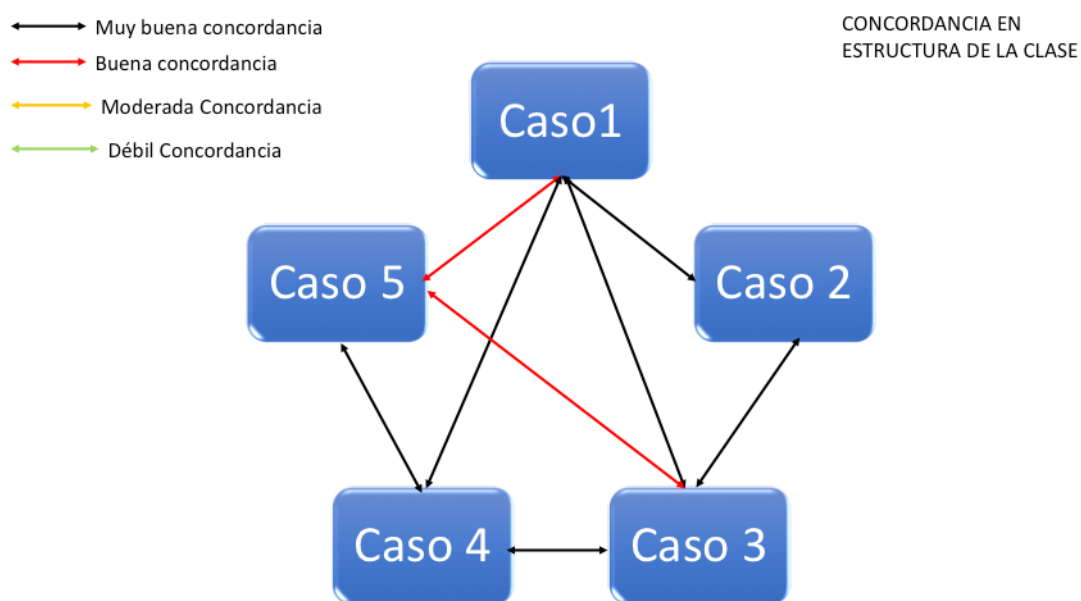 Muy buena concordancia
Buena concordancia
Moderada Concordancia
Débil Concordancia
CONCORDANCIA EN
ESTRUCTURA DE LA CLASE
Caso1
Caso 5
Caso 2
Caso 4
Caso 3